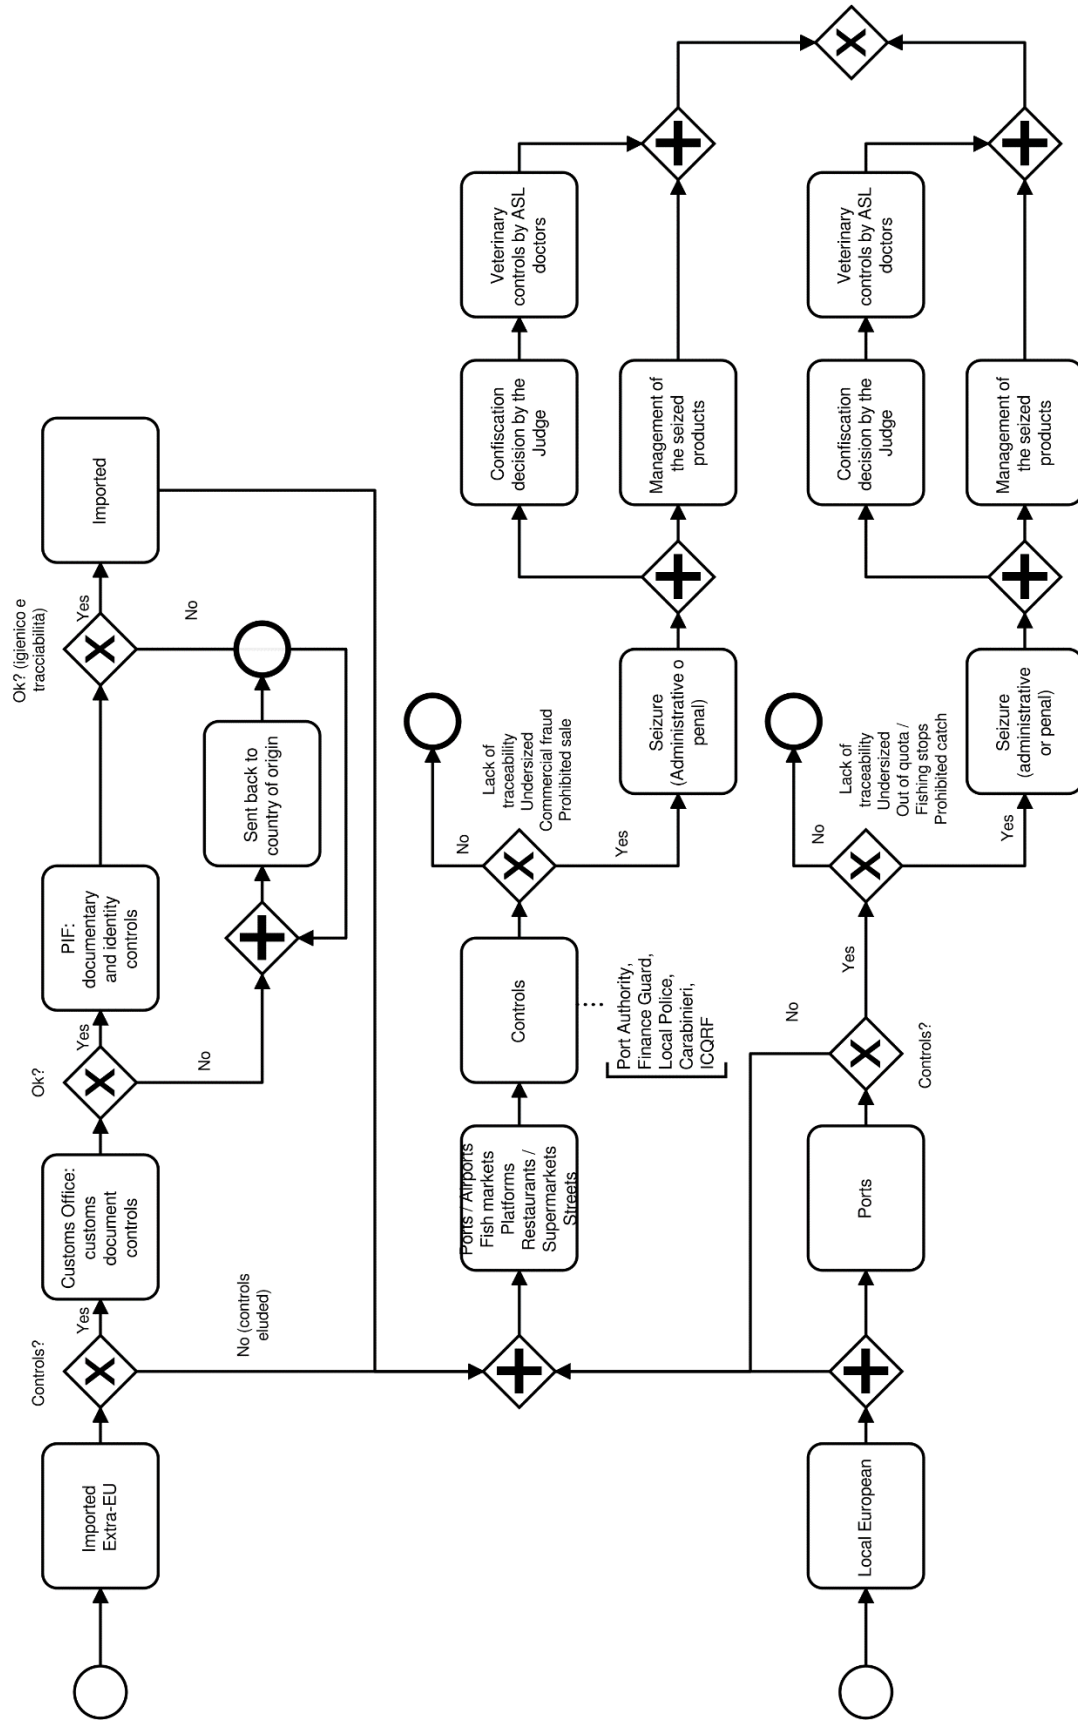 Imported
Extra-EU
Controls?
Yes
No (controls
eluded)
Customs Office:
customs
document
controls
Ok?
Yes
No
PIF:
documentary
and identity
controls
Sent back to
country of origin
Ok? (igienico e
tracciabilità)
Yes
No
Imported
Ports / Airports
Fish markets
Platforms
Restaurants /
Supermarkets
Streets
Controls
Port Authority,
Finance Guard,
Local Police,
Carabinieri,
ICQRF
No
Yes
Lack of
traceability
Undersized
Commercial fraud
Prohibited sale
Seizure
(Administrative o
penal)
Confiscation
decision by the
Judge
Veterinary
controls by ASL
doctors
Management of
the seized
products
Local European
Ports
Controls?
No
Yes
No
Yes
Lack of
traceability
Undersized
Out of quota /
Fishing stops
Prohibited catch
Seizure
(administrative
or penal)
Confiscation
decision by the
Judge
Veterinary
controls by ASL
doctors
Management of
the seized
products